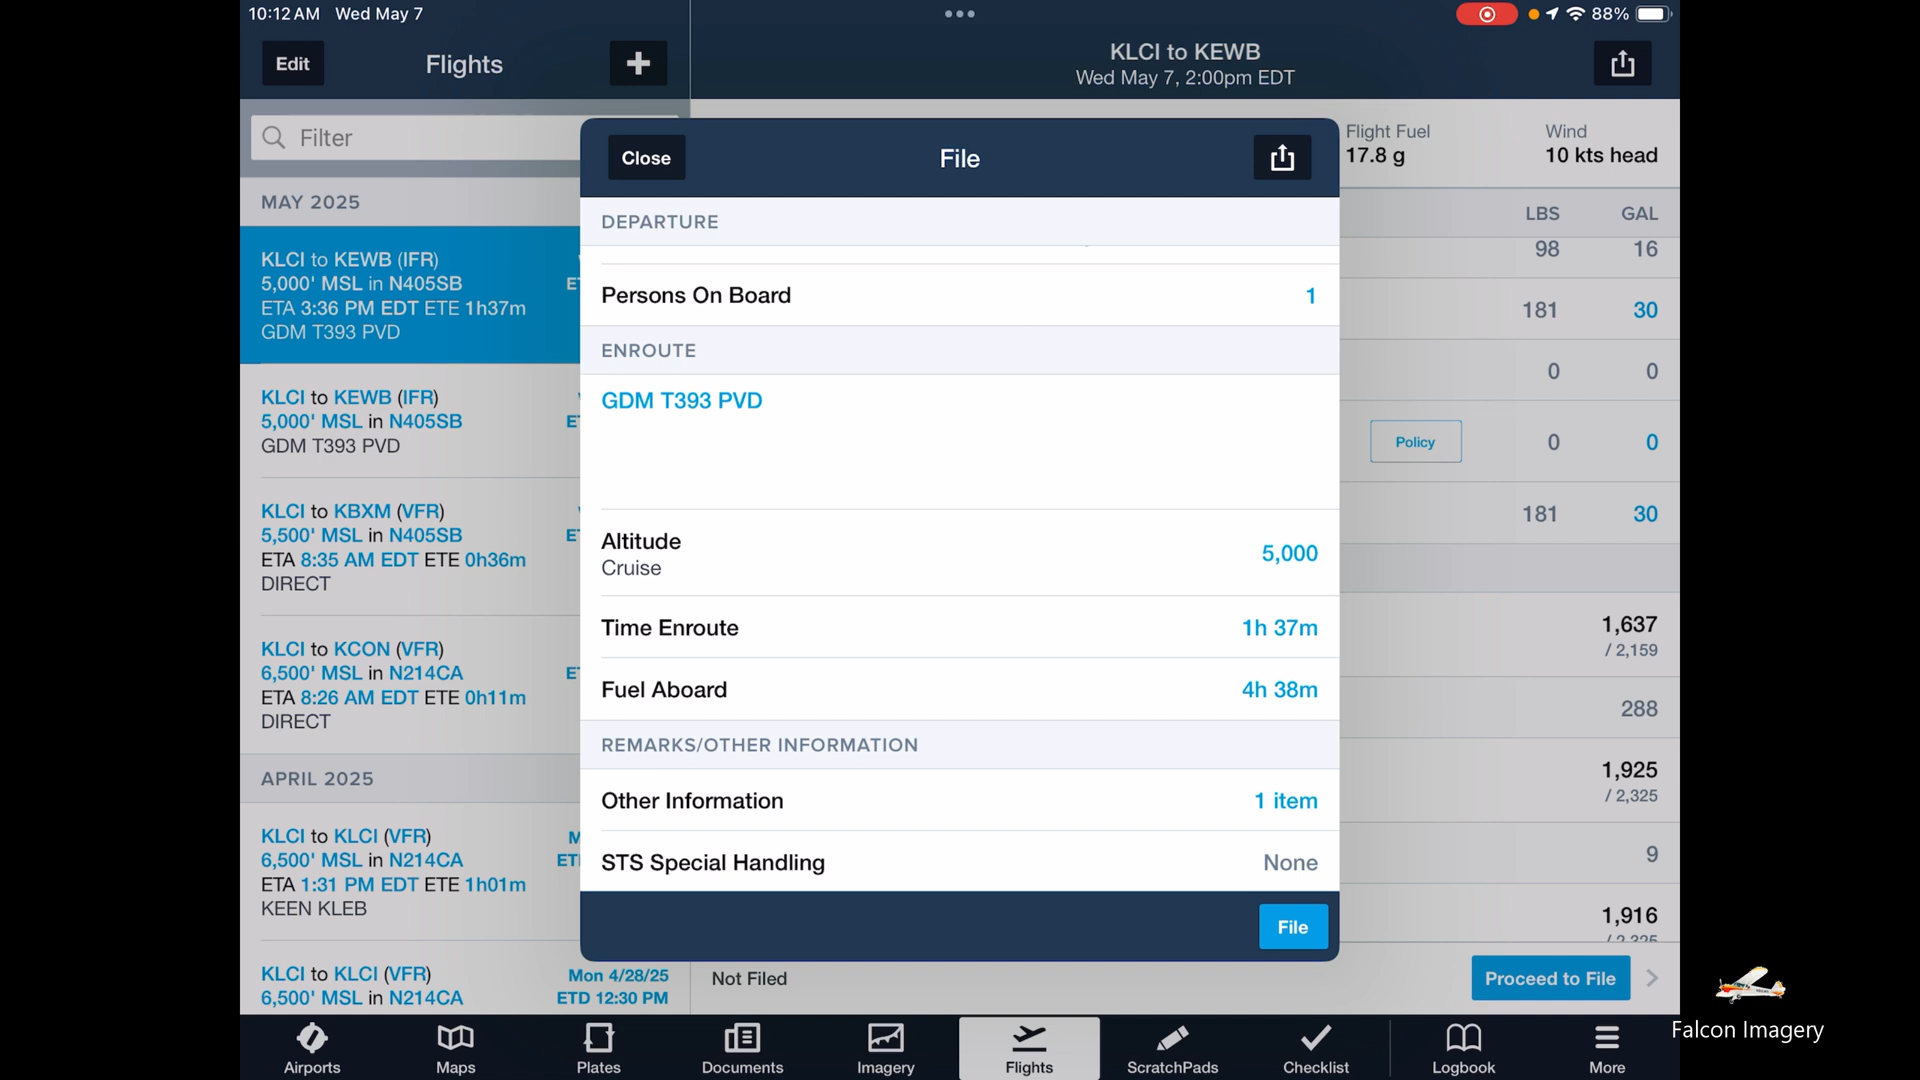 10:12 AM Wed May 7
88%
Edit
Flights
KLCI to KEWB
Wed May 7, 2:00pm EDT
Filter
MAY 2025
KLCI to KEWB (IFR)
5,000' MSL in N405SB
ETA 3:36 PM EDT ETE 1h37m
GDM T393 PVD
KLCI to KEWB (IFR)
5,000' MSL in N405SB
GDM T393 PVD
KLCI to KBXM (VFR)
5,500' MSL in N405SB
ETA 8:35 AM EDT ETE 0h36m
DIRECT
KLCI to KCON (VFR)
6,500' MSL in N214CA
ETA 8:26 AM EDT ETE 0h11m
DIRECT
APRIL 2025
KLCI to KLCI (VFR)
6,500' MSL in N214CA
ETA 1:31 PM EDT ETE 1h01m
KEEN KLEB
KLCI to KLCI (VFR) Mon 4/28/25
6,500' MSL in N214CA ETD 12:30 PM
Close
File
DEPARTURE
Persons On Board 1
ENROUTE
GDM T393 PVD
Altitude
Cruise
5,000
Time Enroute 1h 37m
Fuel Aboard 4h 38m
REMARKS/OTHER INFORMATION
Other Information 1 item
STS Special Handling None
File
Flight Fuel
17.8 g
Wind
10 kts head
LBS GAL
98 16
181 30
0 0
Policy 0 0
181 30
1,637
/ 2,159
288
1,925
/ 2,325
9
1,916
/ 2,325
Not Filed
Proceed to File
Airports
Maps
Plates
Documents
Imagery
Flights
ScratchPads
Checklist
Logbook
More
Falcon Imagery